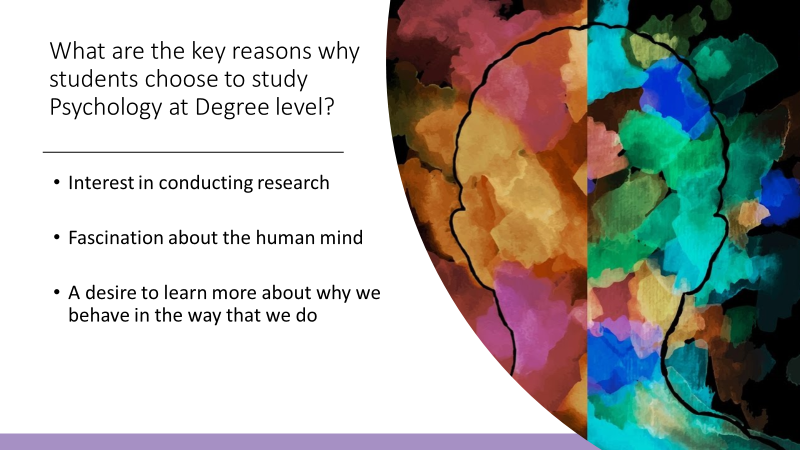 What are the key reasons why
students choose to study
Psychology at Degree level?
• Interest in conducting research
• Fascination about the human mind
• A desire to learn more about why we
behave in the way that we do